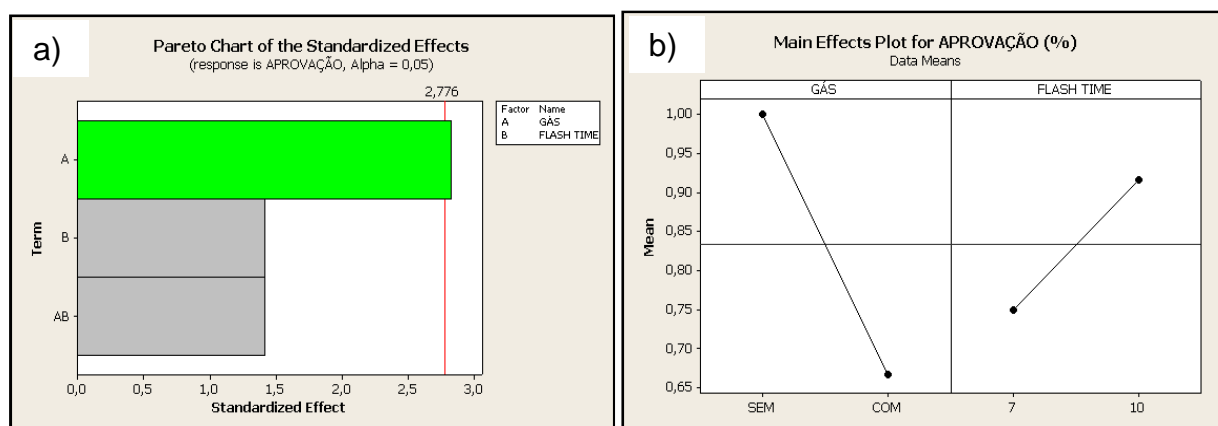 a)
Pareto Chart of the Standardized Effects
(response is APROVAÇÃO, Alpha = 0,05)
2,776
Factor Name
A GÀS
B FLASH TIME
Term
A
B
AB
0,0 0,5 1,0 1,5 2,0 2,5 3,0
Standardized Effect
b)
Main Effects Plot for APROVAÇÃO (%)
Data Means
GÁS FLASH TIME
Mean
1,00
0,95
0,90
0,85
0,80
0,75
0,70
0,65
SEM COM 7 10